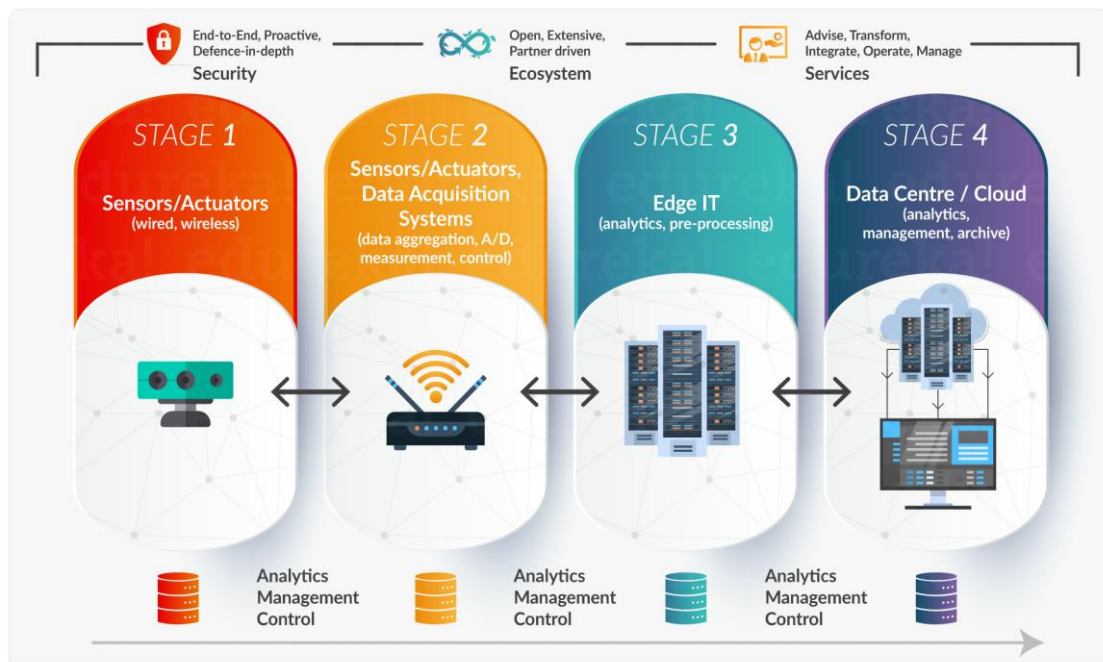 End-to-End, Proactive,
Defence-in-depth
Security
Open, Extensive,
Partner driven
Ecosystem
Advise, Transform,
Integrate, Operate, Manage
Services
STAGE 1
Sensors/Actuators
(wired, wireless)
STAGE 2
Sensors/Actuators,
Data Acquisition
Systems
(data aggregation, A/D,
measurement, control)
STAGE 3
Edge IT
(analytics, pre-processing)
STAGE 4
Data Centre / Cloud
(analytics,
management, archive)
Analytics
Management
Control
Analytics
Management
Control
Analytics
Management
Control